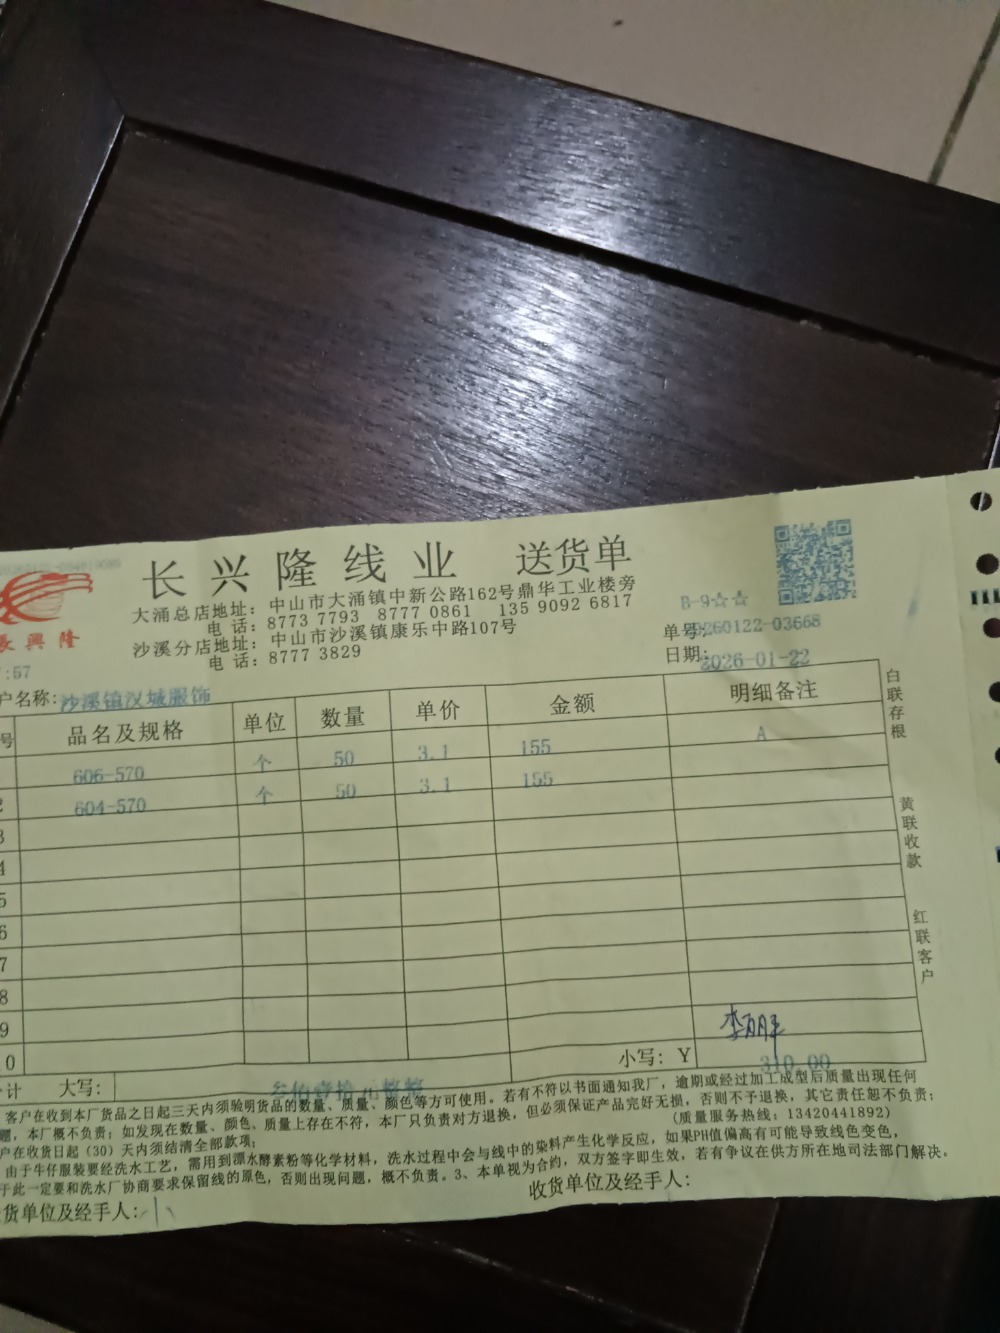 长兴隆线业 送货单
長興隆
大涌总店地址：中山市大涌镇中新公路162号鼎华工业楼旁
电话：8773 7793 8777 0861 135 9092 6817
沙溪分店地址：中山市沙溪镇康乐中路107号
电话：8777 3829
B-9☆☆
单号：0260122-03668
日期：2026-01-22
:57
户名称：沙溪镇汉城服饰
号 品名及规格 单位 数量 单价 金额 明细备注
606-570 个 50 3.1 155 A
2 604-570 个 50 3.1 155
3
4
5
6
7
8
9
0
白联存根
黄联收款
红联客户
计 大写：叁佰壹拾 整
小写：Y 310.00
客户在收到本厂货品之日起三天内须验明货品的数量、质量、颜色等方可使用。若有不符以书面通知我厂，逾期或经过加工成型后质量出现任何
题，本厂概不负责；如发现在数量、颜色、质量上存在不符，本厂只负责对方退换，但必须保证产品完好无损，否则不予退换，其它责任恕不负责；
户在收货日起（30）天内须结清全部款项；（质量服务热线：13420441892）
由于牛仔服装要经洗水工艺，需用到漂水酵素粉等化学材料，洗水过程中会与线中的染料产生化学反应，如果PH值偏高有可能导致线色变色，
于此一定要和洗水厂协商要求保留线的原色，否则出现问题，概不负责。3、本单视为合约，双方签字即生效，若有争议在供方所在地司法部门解决。
货单位及经手人：
收货单位及经手人：